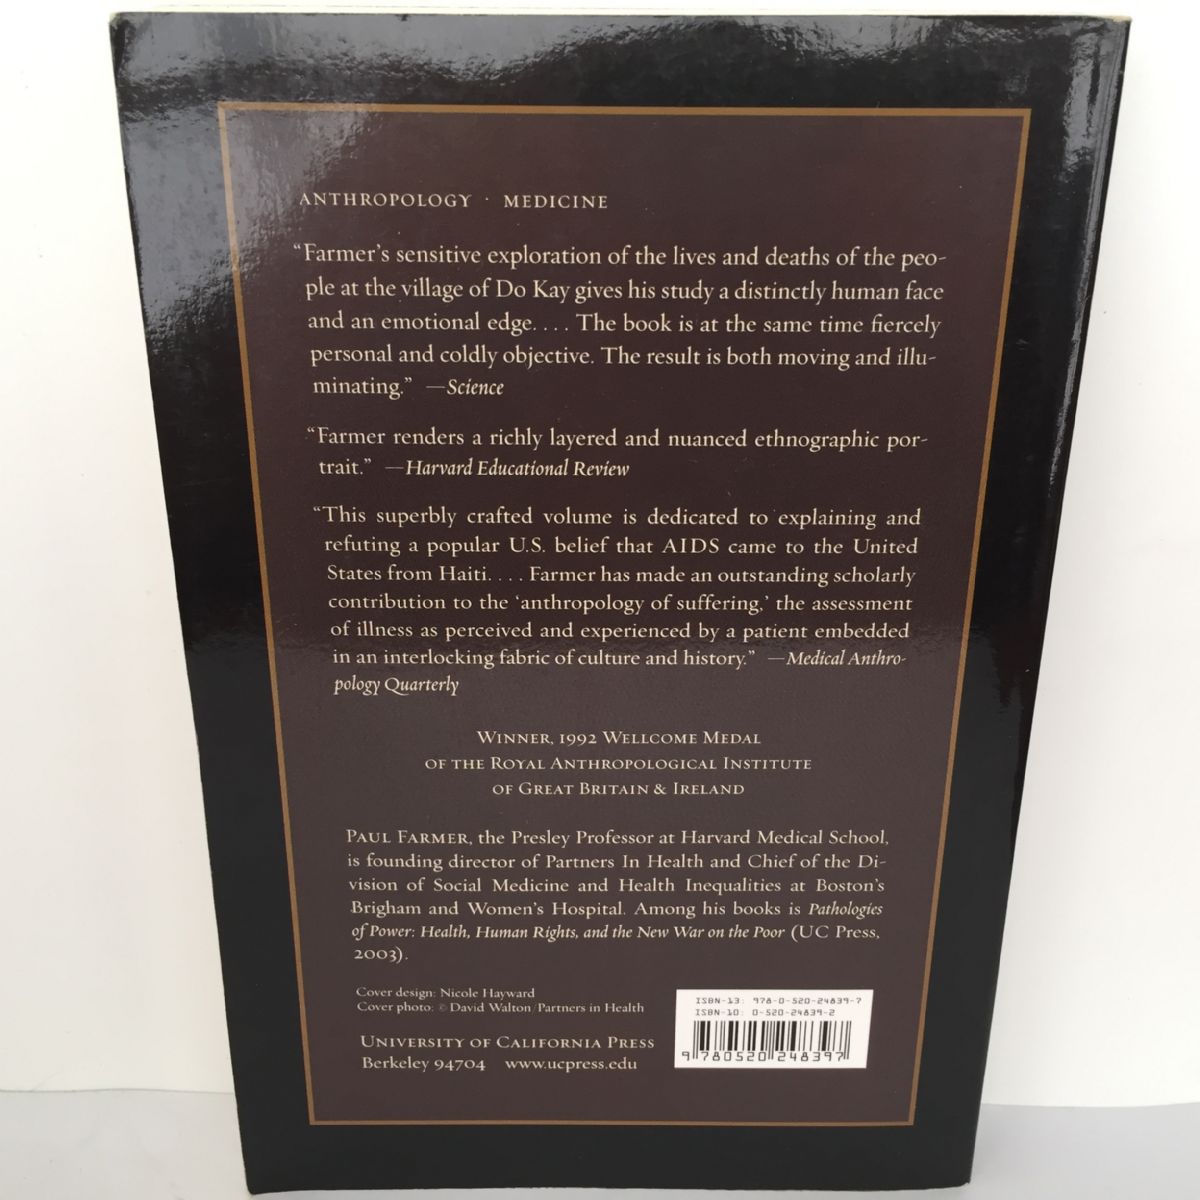 ANTHROPOLOGY · MEDICINE
“Farmer’s sensitive exploration of the lives and deaths of the peo-
ple at the village of Do Kay gives his study a distinctly human face
and an emotional edge. . . . The book is at the same time fiercely
personal and coldly objective. The result is both moving and illu-
minating.” —Science
“Farmer renders a richly layered and nuanced ethnographic por-
trait.” —Harvard Educational Review
“This superbly crafted volume is dedicated to explaining and
refuting a popular U.S. belief that AIDS came to the United
States from Haiti. . . . Farmer has made an outstanding scholarly
contribution to the ‘anthropology of suffering,’ the assessment
of illness as perceived and experienced by a patient embedded
in an interlocking fabric of culture and history.” —Medical Anthro-
pology Quarterly
WINNER, 1992 WELLCOME MEDAL
OF THE ROYAL ANTHROPOLOGICAL INSTITUTE
OF GREAT BRITAIN & IRELAND
PAUL FARMER, the Presley Professor at Harvard Medical School,
is founding director of Partners In Health and Chief of the Di-
vision of Social Medicine and Health Inequalities at Boston’s
Brigham and Women’s Hospital. Among his books is Pathologies
of Power: Health, Human Rights, and the New War on the Poor (UC Press,
2003).
Cover design: Nicole Hayward
Cover photo: © David Walton/Partners in Health
UNIVERSITY OF CALIFORNIA PRESS
Berkeley 94704 www.ucpress.edu
ISBN-13: 978-0-520-24839-7
ISBN-10: 0-520-24839-2
9 780520 248397